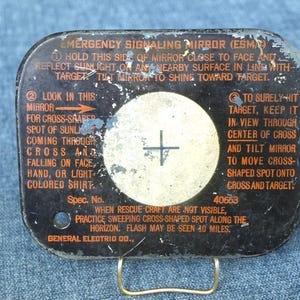 EMERGENCY SIGNALING MIRROR (ESM/1)
① HOLD THIS SIDE OF MIRROR CLOSE TO FACE AND
REFLECT SUNLIGHT ON ANY NEARBY SURFACE IN LINE WITH
TARGET. TILT MIRROR TO SHINE TOWARD TARGET.
② LOOK IN THIS
MIRROR
FOR CROSS-SHAPED
SPOT OF SUNLIGHT
COMING THROUGH
CROSS AND
FALLING ON FACE,
HAND, OR LIGHT-
COLORED SHIRT.
③ TO SURELY HIT
TARGET, KEEP IT
IN VIEW THROUGH
CENTER OF CROSS
AND TILT MIRROR
TO MOVE CROSS-
SHAPED SPOT ONTO
CROSS AND TARGET.
Spec. No. 40653
WHEN RESCUE CRAFT ARE NOT VISIBLE,
PRACTICE SWEEPING CROSS-SHAPED SPOT ALONG THE
HORIZON. FLASH MAY BE SEEN 40 MILES.
GENERAL ELECTRIC CO.,